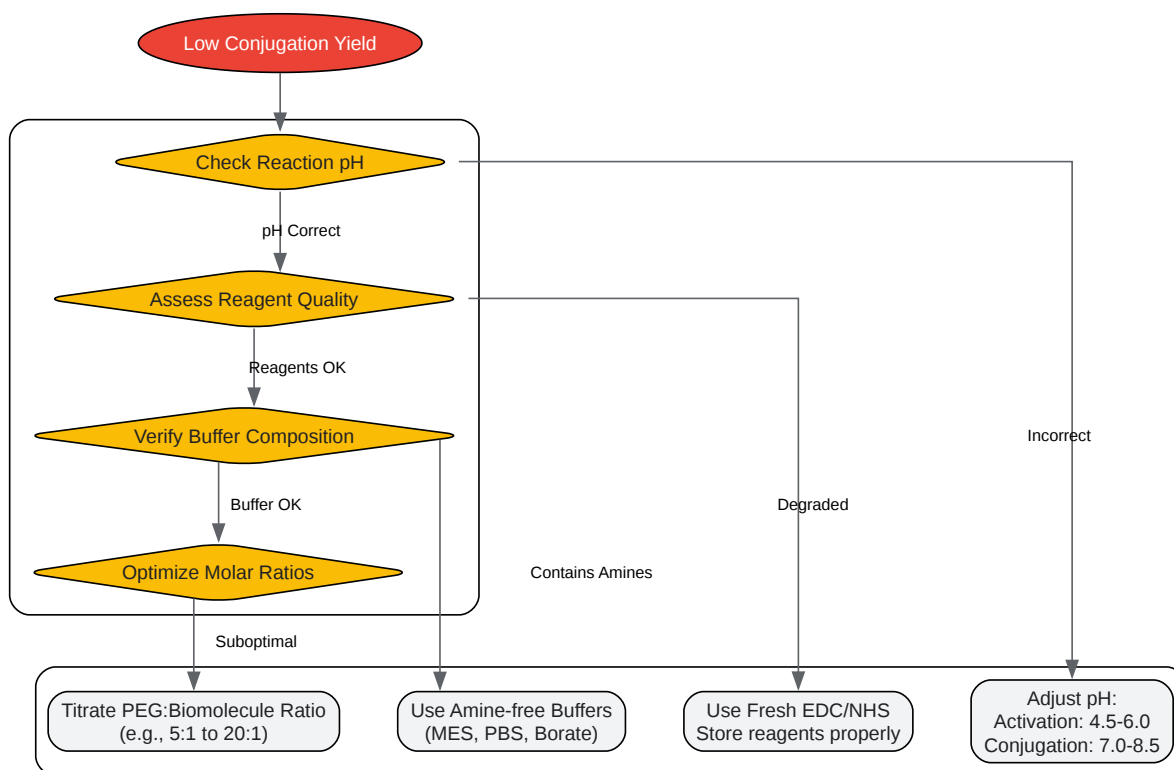 Low Conjugation Yield
Check Reaction pH
pH Correct
Assess Reagent Quality
Reagents OK
Verify Buffer Composition
Incorrect
Buffer OK
Degraded
Optimize Molar Ratios
Contains Amines
Suboptimal
Titrate PEG:Biomolecule Ratio
(e.g., 5:1 to 20:1)
Use Amine-free Buffers
(MES, PBS, Borate)
Use Fresh EDC/NHS
Store reagents properly
Adjust pH:
Activation: 4.5-6.0
Conjugation: 7.0-8.5